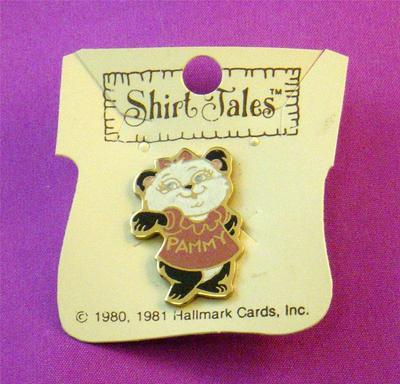 Shirt Tales™
PAMMY
© 1980, 1981 Hallmark Cards, Inc.